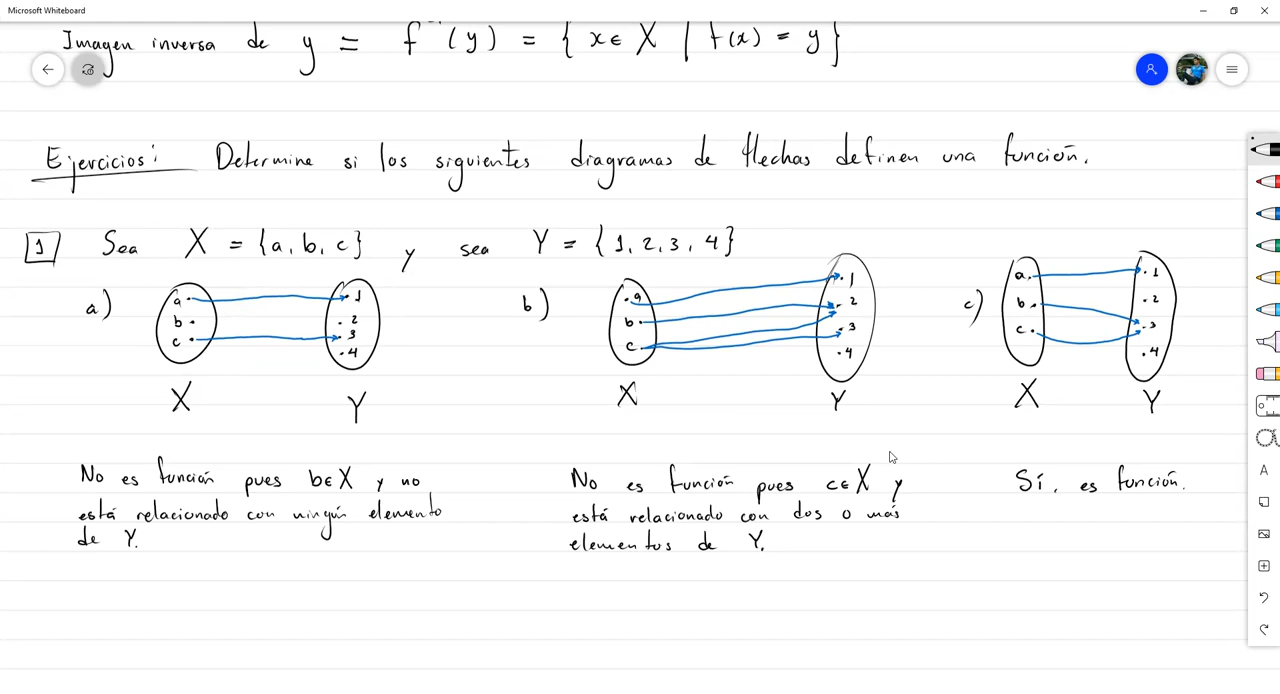 Microsoft Whiteboard
Imagen inversa de y = f⁻¹(y) = { x ∈ X | f(x) = y }
Ejercicios: Determine si los siguientes diagramas de flechas definen una función.
1 Sea X = {a, b, c} y sea Y = {1, 2, 3, 4}
a) a b c 1 2 3 4
X Y
b) a b c 1 2 3 4
X Y
c) a b c 1 2 3 4
X Y
No es función pues b ∈ X y no
está relacionado con ningún elemento
de Y.
No es función pues c ∈ X y
está relacionado con dos o más
elementos de Y.
Sí, es función.
A